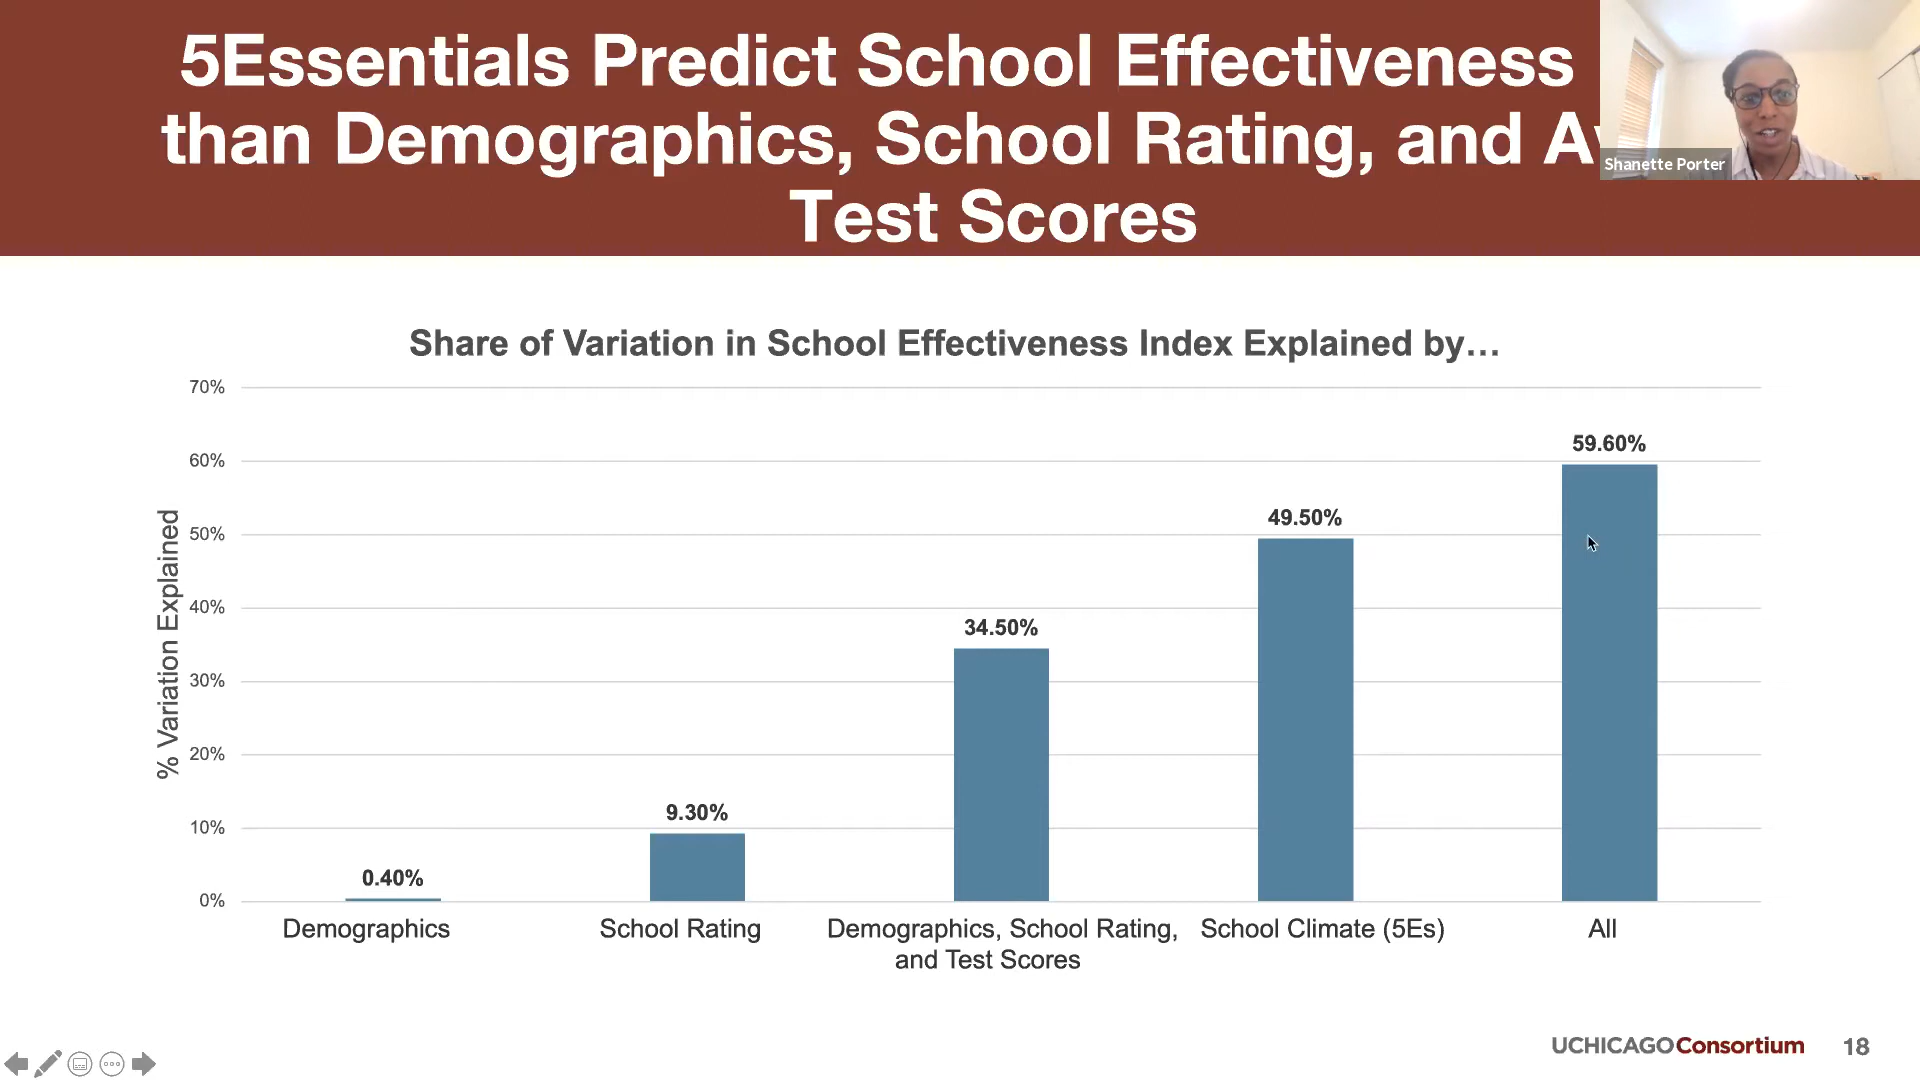 5Essentials Predict School Effectiveness
than Demographics, School Rating, and Av
Test Scores
Shanette Porter
Share of Variation in School Effectiveness Index Explained by…
% Variation Explained
70%
60%
50%
40%
30%
20%
10%
0%
0.40%
9.30%
34.50%
49.50%
59.60%
Demographics
School Rating
Demographics, School Rating,
and Test Scores
School Climate (5Es)
All
UCHICAGOConsortium
18